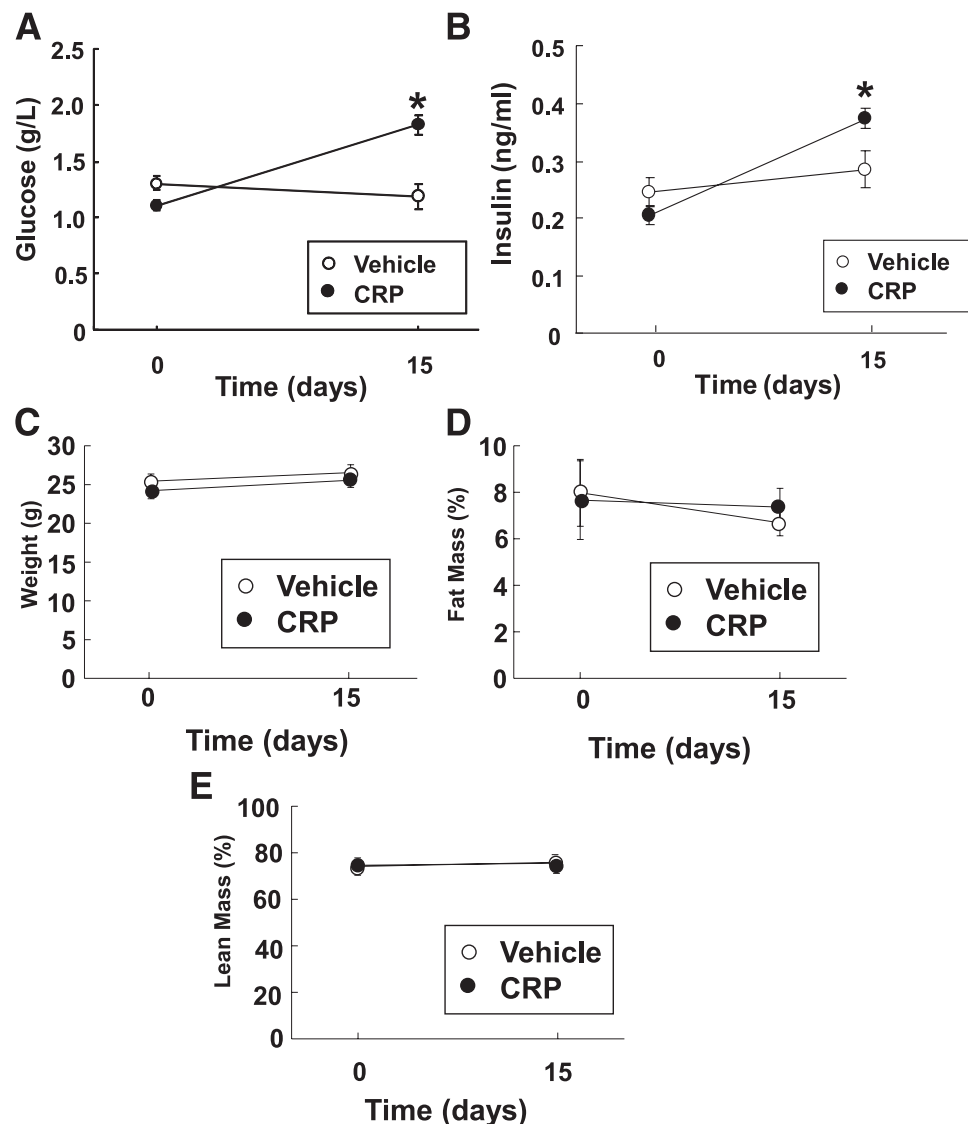 A
2.5
2.0
1.5
1.0
0.5
0
Glucose (g/L)
*
Vehicle
CRP
0 15
Time (days)
B
0.5
0.4
0.3
0.2
0.1
0
Insulin (ng/ml)
*
Vehicle
CRP
0 15
Time (days)
C
30
25
20
15
10
5
0
Weight (g)
Vehicle
CRP
0 15
Time (days)
D
10
8
6
4
2
0
Fat Mass (%)
Vehicle
CRP
0 15
Time (days)
E
100
80
60
40
20
0
Lean Mass (%)
Vehicle
CRP
0 15
Time (days)